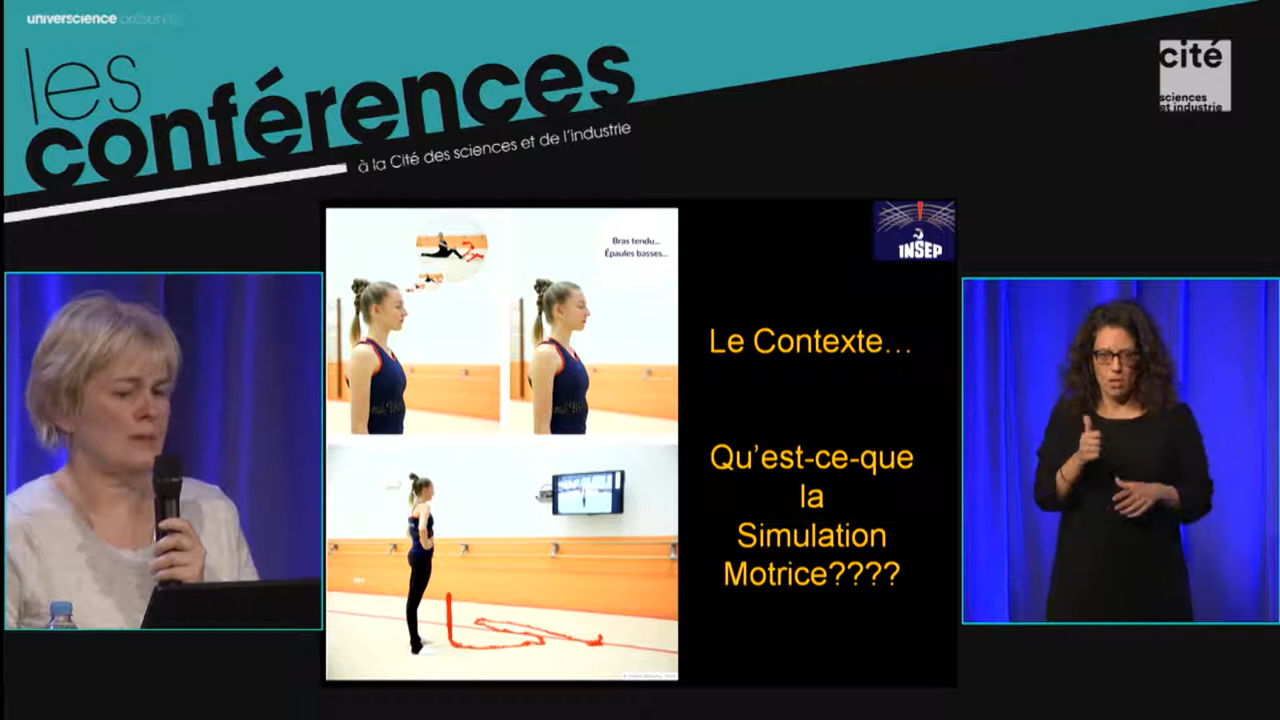 universcience présente
les
conférences
à la Cité des sciences et de l'industrie
cité
sciences
et industrie
Bras tendu...
Épaules basses...
INSEP
Le Contexte…
Qu'est-ce-que
la
Simulation
Motrice????